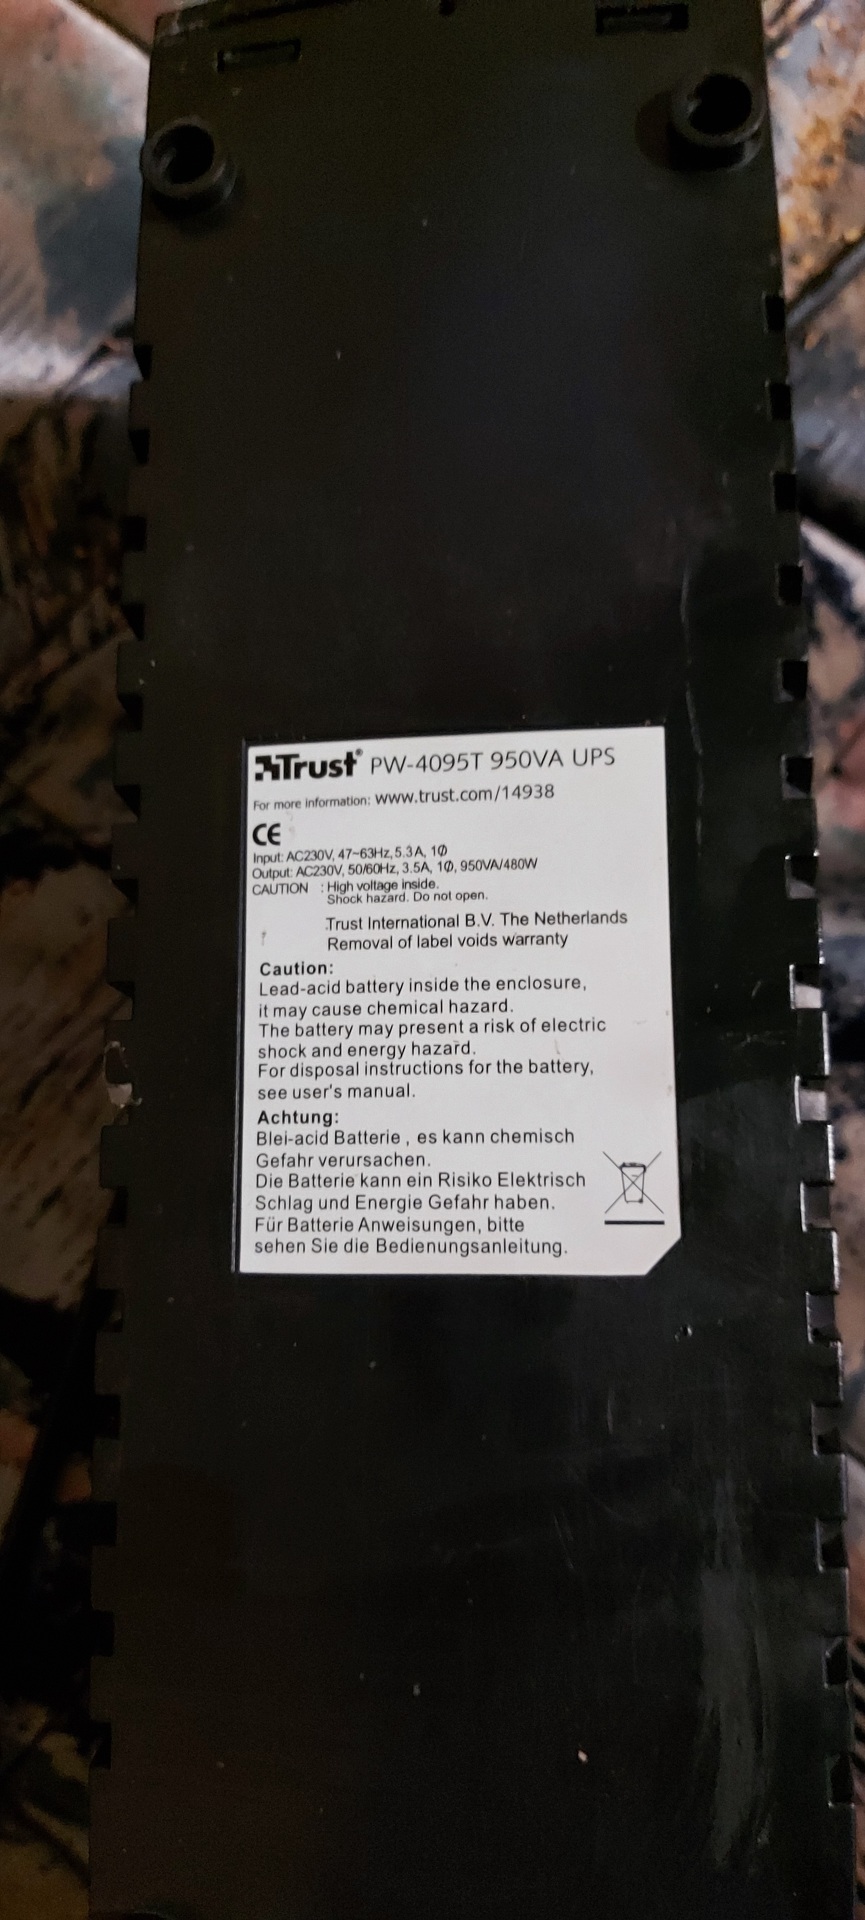 Trust® PW-4095T 950VA UPS
For more information: www.trust.com/14938
CE
Input: AC230V, 47~63Hz, 5.3A, 1Ø
Output: AC230V, 50/60Hz, 3.5A, 1Ø, 950VA/480W
CAUTION : High voltage inside.
Shock hazard. Do not open.
Trust International B.V. The Netherlands
Removal of label voids warranty
Caution:
Lead-acid battery inside the enclosure,
it may cause chemical hazard.
The battery may present a risk of electric
shock and energy hazard.
For disposal instructions for the battery,
see user's manual.
Achtung:
Blei-acid Batterie , es kann chemisch
Gefahr verursachen.
Die Batterie kann ein Risiko Elektrisch
Schlag und Energie Gefahr haben.
Für Batterie Anweisungen, bitte
sehen Sie die Bedienungsanleitung.